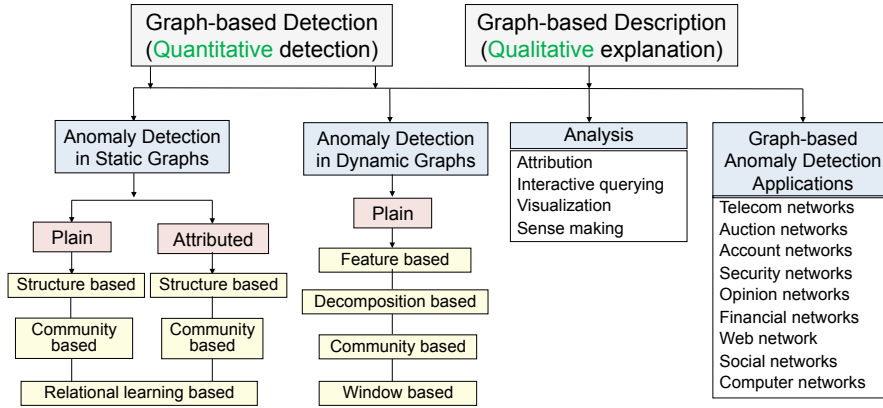 Graph-based Detection
(Quantitative detection)
Graph-based Description
(Qualitative explanation)
Anomaly Detection
in Static Graphs
Plain
Attributed
Structure based
Structure based
Community
based
Community
based
Relational learning based
Anomaly Detection
in Dynamic Graphs
Plain
Feature based
Decomposition based
Community based
Window based
Analysis
Attribution
Interactive querying
Visualization
Sense making
Graph-based
Anomaly Detection
Applications
Telecom networks
Auction networks
Account networks
Security networks
Opinion networks
Financial networks
Web network
Social networks
Computer networks